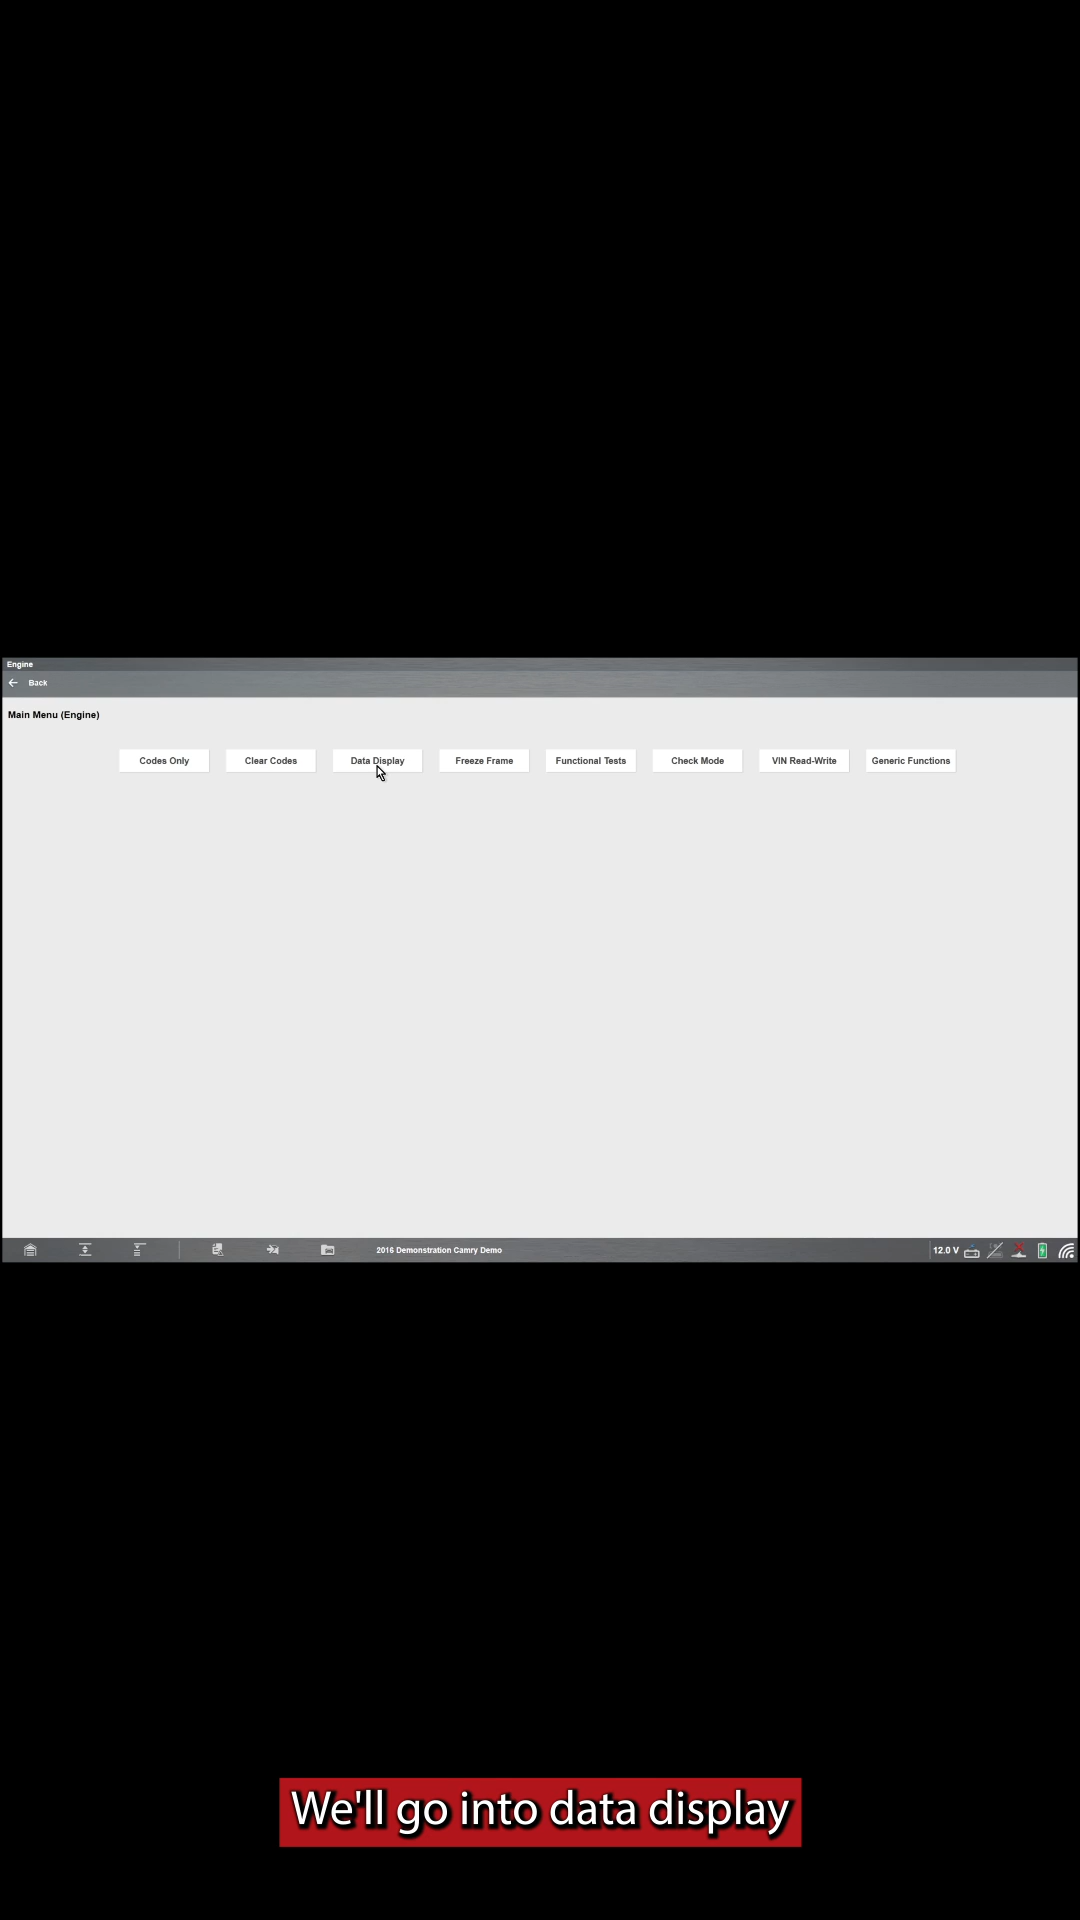 Engine
Back
Main Menu (Engine)
Codes Only
Clear Codes
Data Display
Freeze Frame
Functional Tests
Check Mode
VIN Read-Write
Generic Functions
2016 Demonstration Camry Demo
12.0 V
We'll go into data display